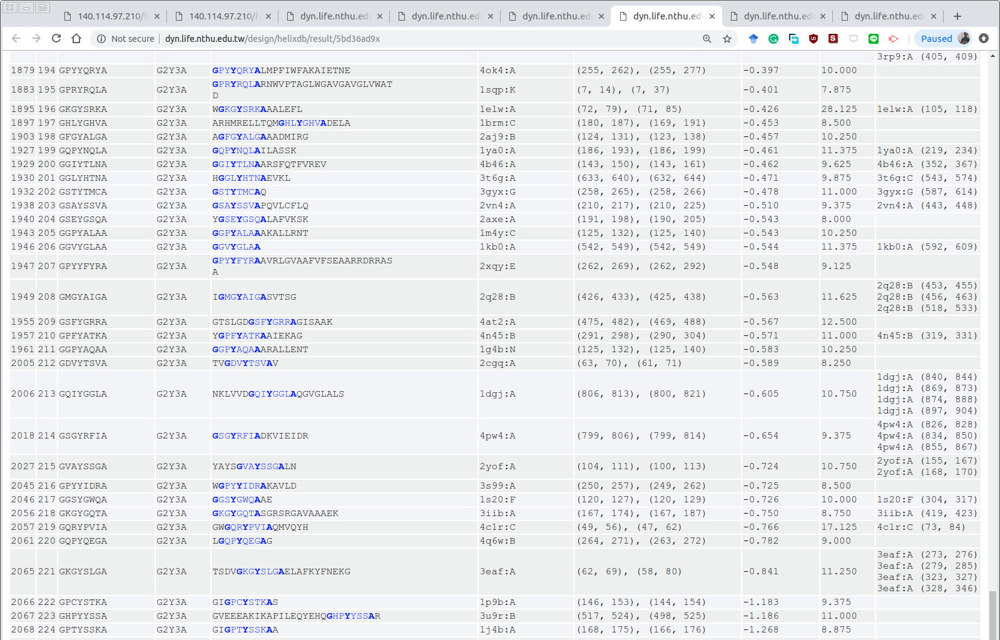 140.114.97.210/h 140.114.97.210/h dyn.life.nthu.edu dyn.life.nthu.edu dyn.life.nthu.edu dyn.life.nthu.edu dyn.life.nthu.edu dyn.life.nthu.edu
Not secure dyn.life.nthu.edu.tw/design/helixdb/result/5bd36ad9x Paused
3rp9:A (405, 409)
1879 194 GPYYQRYA G2Y3A GPYYQRYALMPFIWFAKAIETNE 4ok4:A (255, 262), (255, 277) -0.397 10.000
1883 195 GPRYRQLA G2Y3A GPRYRQLARNWVPTAGLWGAVGAVGLVWAT 1sqp:K (7, 14), (7, 37) -0.401 7.875
D
1895 196 GKGYSRKA G2Y3A WGKGYSRKAAALEFL 1elw:A (72, 79), (71, 85) -0.426 28.125 1elw:A (105, 118)
1897 197 GHLYGHVA G2Y3A ARHMRELLTQMGHLYGHVADELA 1brm:C (180, 187), (169, 191) -0.453 8.500
1903 198 GFGYALGA G2Y3A AGFGYALGAAADMIRG 2aj9:B (124, 131), (123, 138) -0.457 10.250
1927 199 GQPYNQLA G2Y3A GQPYNQLAILASSK 1ya0:A (186, 193), (186, 199) -0.461 11.375 1ya0:A (219, 234)
1929 200 GGIYTLNA G2Y3A GGIYTLNAARSFQTFVREV 4b46:A (143, 150), (143, 161) -0.462 9.625 4b46:A (352, 367)
1930 201 GGLYHTNA G2Y3A HGGLYHTNAEVKL 3t6g:A (633, 640), (632, 644) -0.471 9.875 3t6g:C (543, 574)
1932 202 GSTYTMCA G2Y3A GSTYTMCAQ 3gyx:G (258, 265), (258, 266) -0.478 11.000 3gyx:G (587, 614)
1938 203 GSAYSSVA G2Y3A GSAYSSVAPQVLCFLQ 2vn4:A (210, 217), (210, 225) -0.510 9.375 2vn4:A (443, 448)
1940 204 GSEYGSQA G2Y3A YGSEYGSQALAFVKSK 2axe:A (191, 198), (190, 205) -0.543 8.000
1943 205 GGPYALAA G2Y3A GGPYALAAAKALLRNT 1m4y:C (125, 132), (125, 140) -0.543 10.250
1946 206 GGVYGLAA G2Y3A GGVYGLAA 1kb0:A (542, 549), (542, 549) -0.544 11.375 1kb0:A (592, 609)
1947 207 GPYYFYRA G2Y3A GPYYFYRAAVRLGVAAFVFSEAARRDRRAS 2xqy:E (262, 269), (262, 292) -0.548 9.125
A
1949 208 GMGYAIGA G2Y3A IGMGYAIGASVTSG 2q28:B (426, 433), (425, 438) -0.563 11.625 2q28:B (453, 455)
2q28:B (456, 463)
2q28:B (518, 533)
1955 209 GSFYGRRA G2Y3A GTSLGDGSFYGRRAGISAAK 4at2:A (475, 482), (469, 488) -0.567 12.500
1957 210 GPFYATKA G2Y3A YGPFYATKAAIEKAG 4n45:B (291, 298), (290, 304) -0.571 11.000 4n45:B (319, 331)
1961 211 GGPYAQAA G2Y3A GGPYAQAAARALLENT 1g4b:N (125, 132), (125, 140) -0.583 10.250
2005 212 GDVYTSVA G2Y3A TVGDVYTSVAV 2cgq:A (63, 70), (61, 71) -0.589 8.250
2006 213 GQIYGGLA G2Y3A NKLVVDGQIYGGLAQGVGLALS 1dgj:A (806, 813), (800, 821) -0.605 10.750 1dgj:A (840, 844)
1dgj:A (869, 873)
1dgj:A (874, 888)
1dgj:A (897, 904)
2018 214 GSGYRFIA G2Y3A GSGYRFIADKVIEIDR 4pw4:A (799, 806), (799, 814) -0.654 9.375 4pw4:A (826, 828)
4pw4:A (834, 850)
4pw4:A (855, 867)
2027 215 GVAYSSGA G2Y3A YAYSGVAYSSGALN 2yof:A (104, 111), (100, 113) -0.724 10.750 2yof:A (155, 167)
2yof:A (168, 170)
2045 216 GPYYIDRA G2Y3A WGPYYIDRAKAVLD 3s99:A (250, 257), (249, 262) -0.725 8.500
2046 217 GGSYGWQA G2Y3A GGSYGWQAAE 1s20:F (120, 127), (120, 129) -0.726 10.000 1s20:F (304, 317)
2056 218 GKGYGQTA G2Y3A GKGYGQTASGRSRGAVAAAEK 3iib:A (167, 174), (167, 187) -0.750 8.750 3iib:A (419, 423)
2057 219 GQRYPVIA G2Y3A GWGQRYPVIAQMVQYH 4c1r:C (49, 56), (47, 62) -0.766 17.125 4c1r:C (73, 84)
2061 220 GQPYQEGA G2Y3A LGQPYQEGAG 4q6w:B (264, 271), (263, 272) -0.782 9.000
2065 221 GKGYSLGA G2Y3A TSDVGKGYSLGAELAFKYFNEKG 3eaf:A (62, 69), (58, 80) -0.841 11.250 3eaf:A (273, 276)
3eaf:A (279, 285)
3eaf:A (323, 327)
3eaf:A (328, 346)
2066 222 GPCYSTKA G2Y3A GIGPCYSTKAS 1p9b:A (146, 153), (144, 154) -1.183 9.375
2067 223 GHPYYSSA G2Y3A GVEEEAKIKAPILEQYEHQGHPYYSSAR 3u9r:B (517, 524), (498, 525) -1.186 11.000
2068 224 GPTYSSKA G2Y3A GIGPTYSSKAA 1j4b:A (168, 175), (166, 176) -1.268 8.875